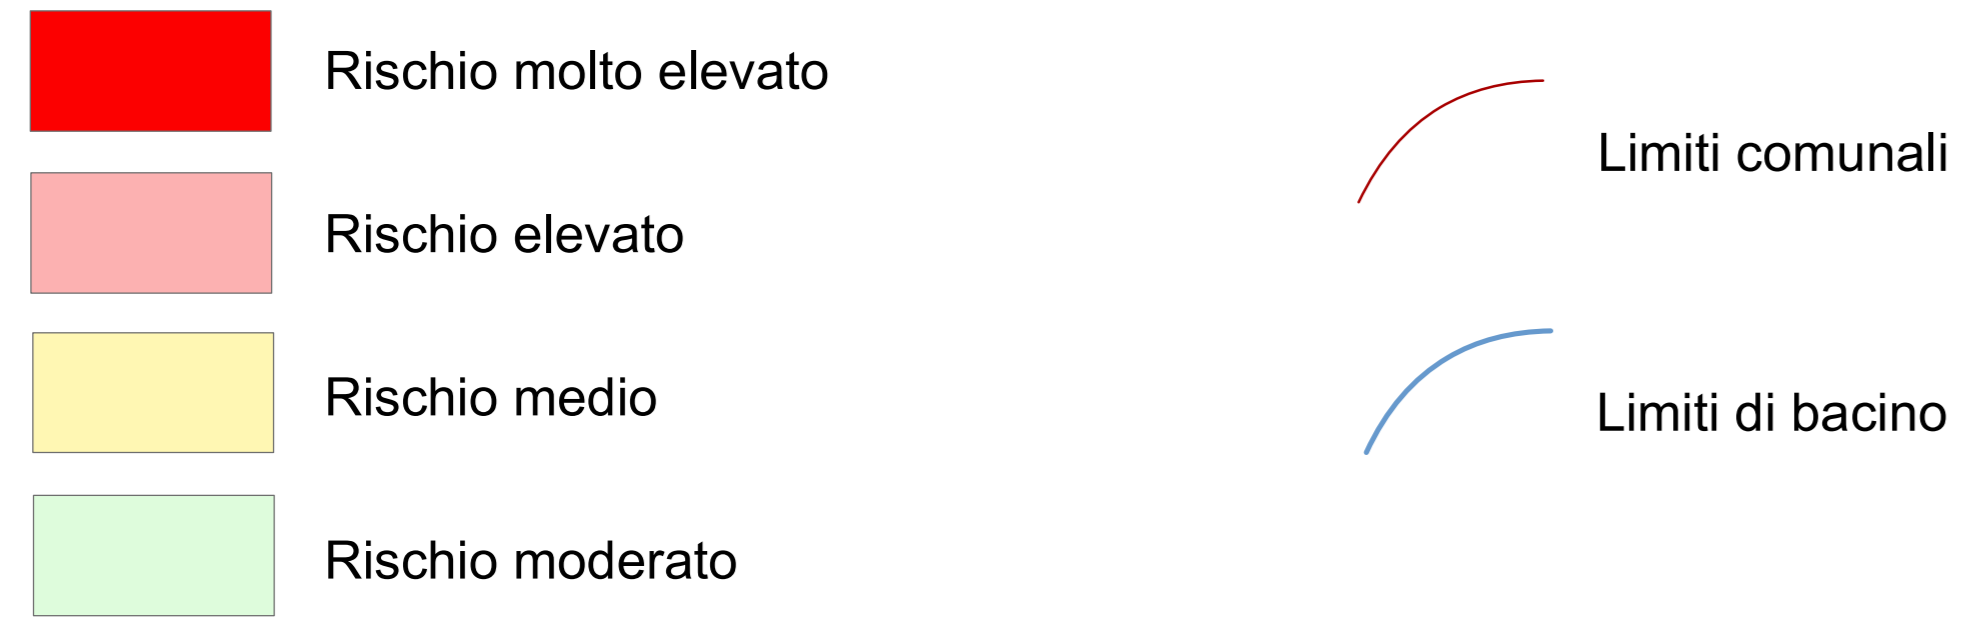 Rischio molto elevato
Rischio elevato
Rischio medio
Rischio moderato
Limiti comunali
Limiti di bacino